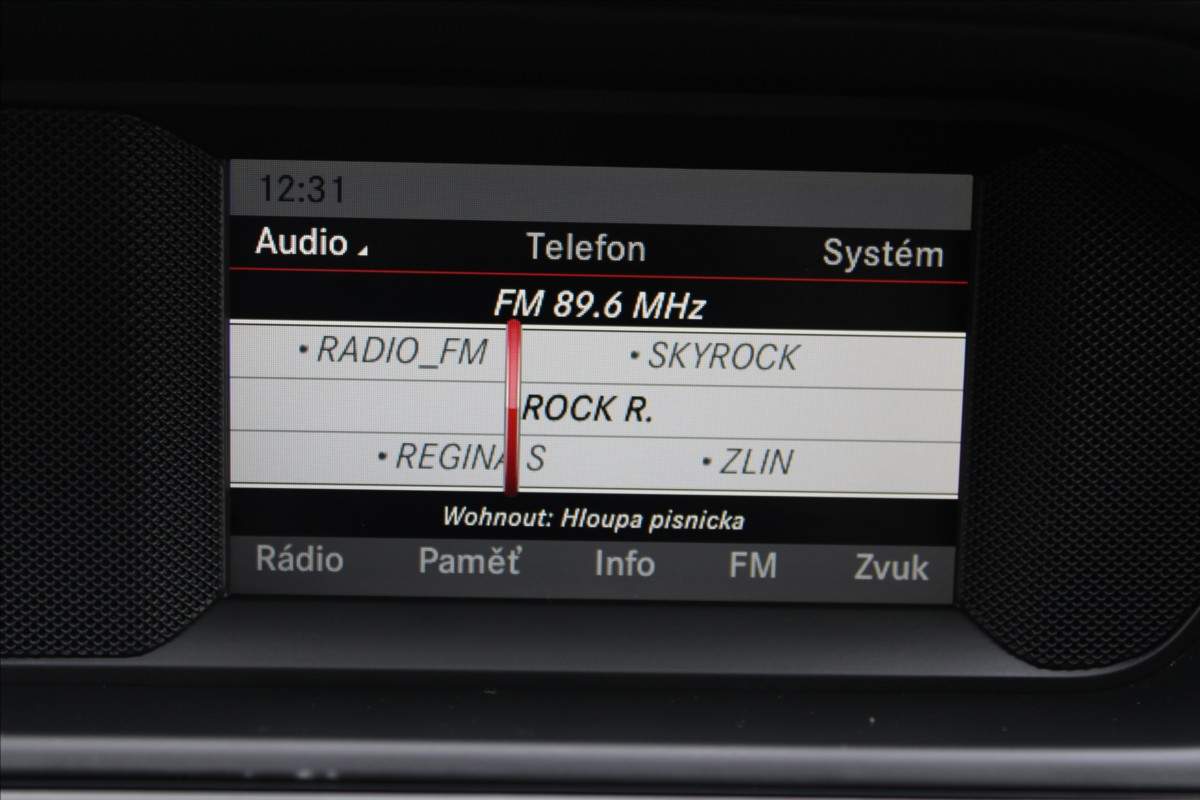 12:31
Audio Telefon Systém
FM 89.6 MHz
• RADIO_FM • SKYROCK
ROCK R.
• REGINA S • ZLIN
Wohnout: Hloupa pisnicka
Rádio Paměť Info FM Zvuk